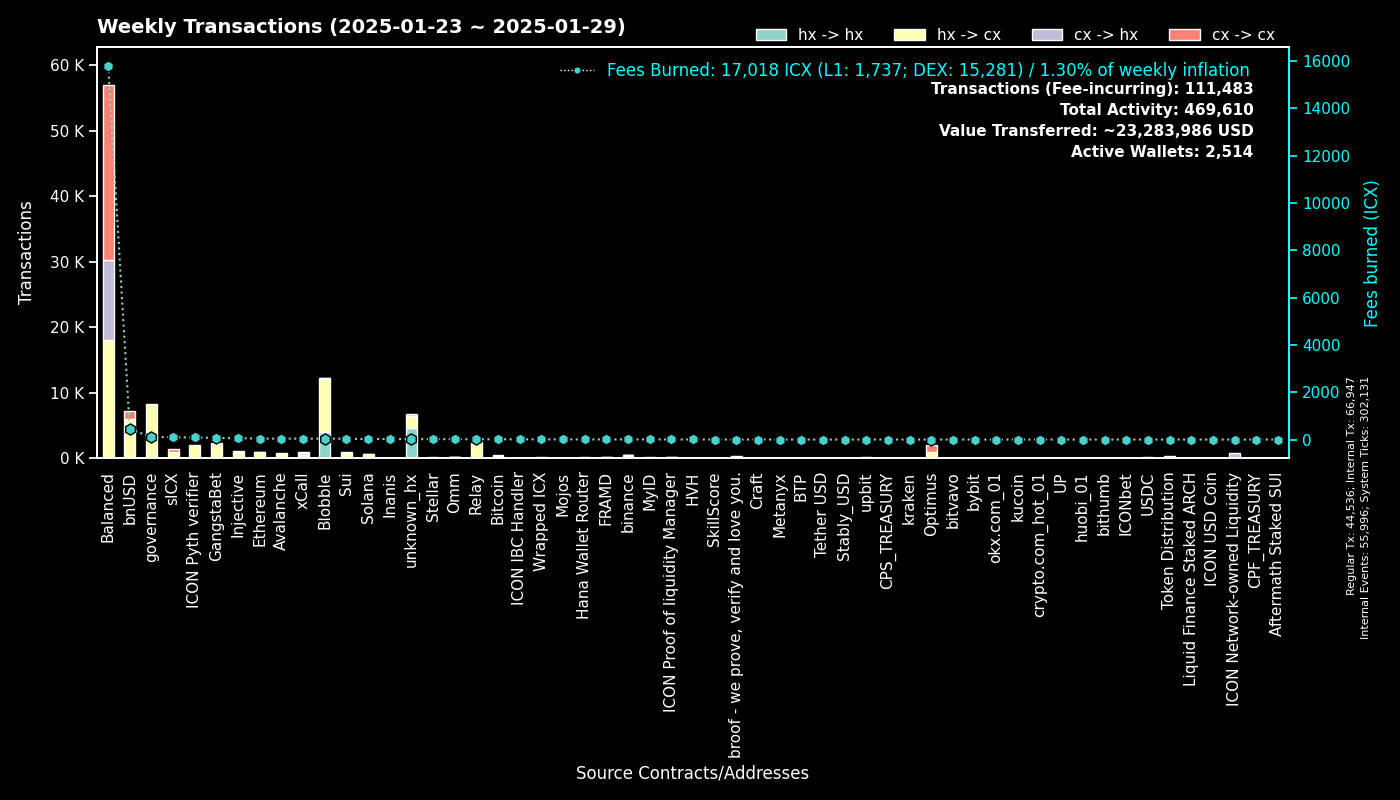 Weekly Transactions (2025-01-23 ~ 2025-01-29)
hx -> hx
hx -> cx
cx -> hx
cx -> cx
Fees Burned: 17,018 ICX (L1: 1,737; DEX: 15,281) / 1.30% of weekly inflation
Transactions (Fee-incurring): 111,483
Total Activity: 469,610
Value Transferred: ~23,283,986 USD
Active Wallets: 2,514
Transactions
60 K
50 K
40 K
30 K
20 K
10 K
0 K
16000
14000
12000
10000
8000
6000
4000
2000
0
Fees burned (ICX)
Regular Tx: 44,536; Internal Tx: 66,947
Internal Events: 55,996; System Ticks: 302,131
Balanced
bnUSD
governance
sICX
ICON Pyth verifier
GangstaBet
Injective
Ethereum
Avalanche
xCall
Blobble
Sui
Solana
Inanis
unknown_hx
Stellar
Omm
Relay
Bitcoin
ICON IBC Handler
Wrapped ICX
Mojos
Hana Wallet Router
FRAMD
binance
MyID
ICON Proof of liquidity Manager
HVH
SkillScore
broof - we prove, verify and love you.
Craft
Metanyx
BTP
Tether USD
Stably_USD
upbit
CPS_TREASURY
kraken
Optimus
bitvavo
bybit
okx.com_01
kucoin
crypto.com_hot_01
UP
huobi_01
bithumb
ICONbet
USDC
Token Distribution
Liquid Finance Staked ARCH
ICON USD Coin
ICON Network-owned Liquidity
CPF_TREASURY
Aftermath Staked SUI
Source Contracts/Addresses